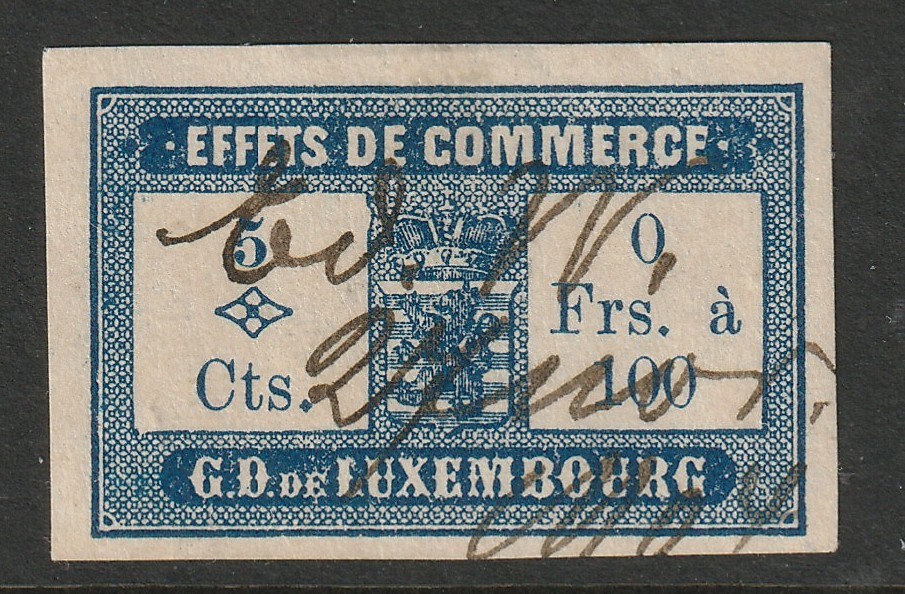 EFFETS DE COMMERCE
5
Cts.
0
Frs. à
100
G.D. DE LUXEMBOURG